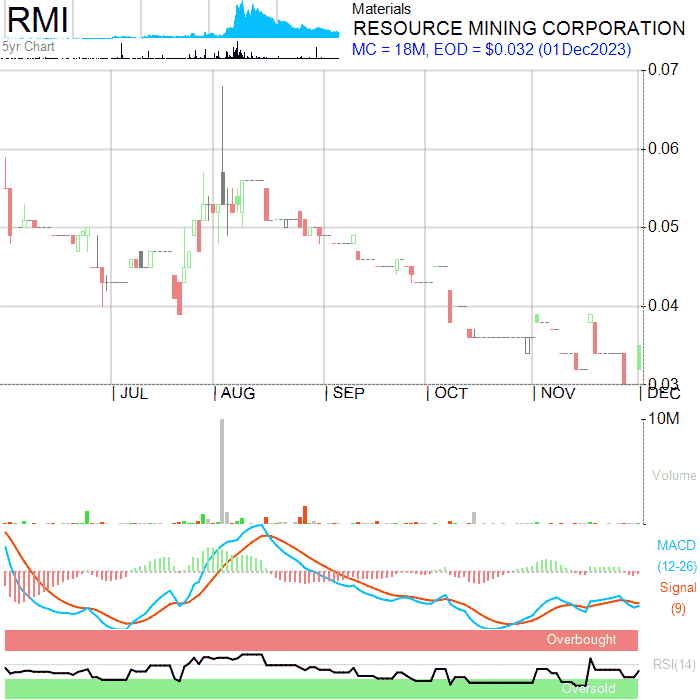 RMI
5yr Chart
Materials
RESOURCE MINING CORPORATION
MC = 18M, EOD = $0.032 (01Dec2023)
0.07
0.06
0.05
0.04
0.03
JUL AUG SEP OCT NOV DEC
10M
Volume
MACD
(12-26)
Signal
(9)
Overbought
RSI(14)
Oversold